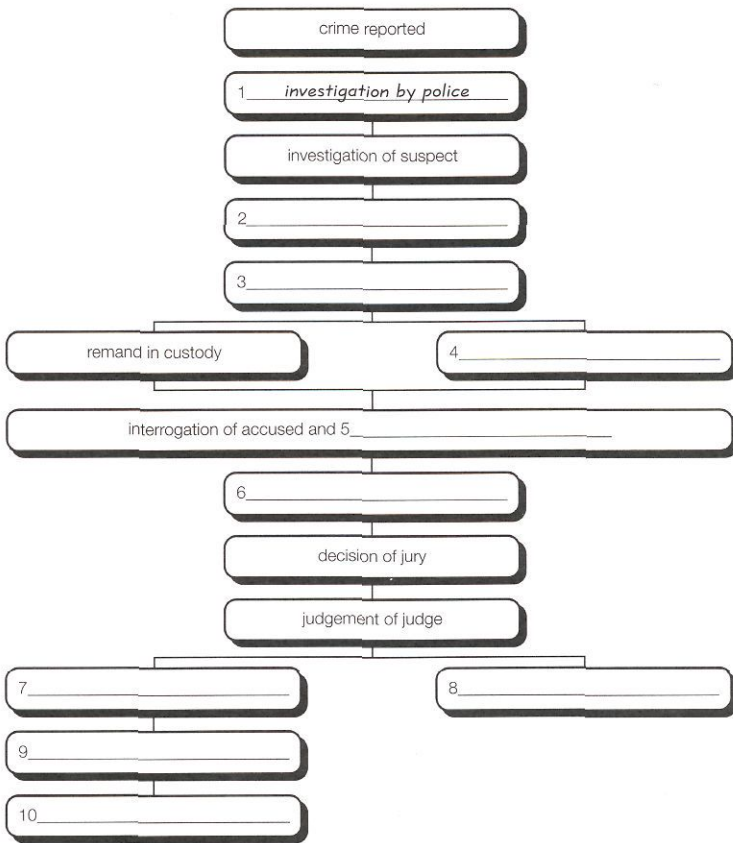 crime reported
1 investigation by police
investigation of suspect
2
3
remand in custody
4
interrogation of accused and 5
6
decision of jury
judgement of judge
7
8
9
10